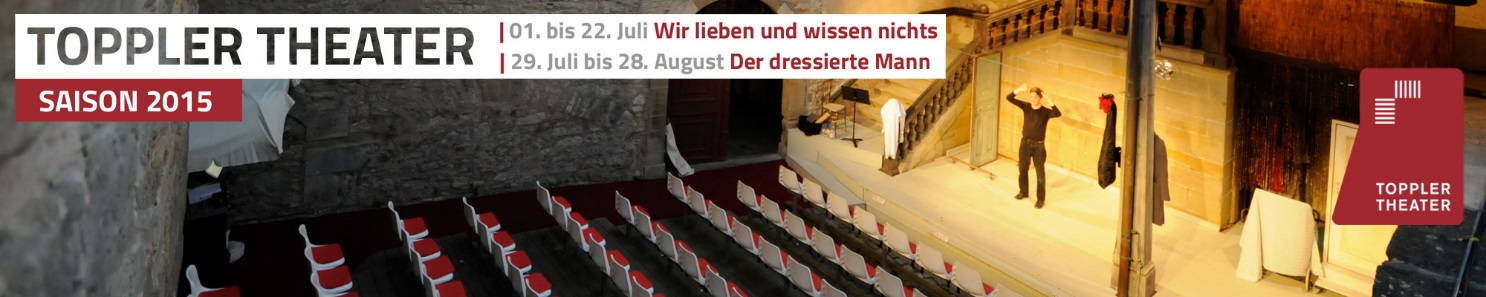 TOPPLER THEATER
| 01. bis 22. Juli Wir lieben und wissen nichts
| 29. Juli bis 28. August Der dressierte Mann
SAISON 2015
TOPPLER
THEATER